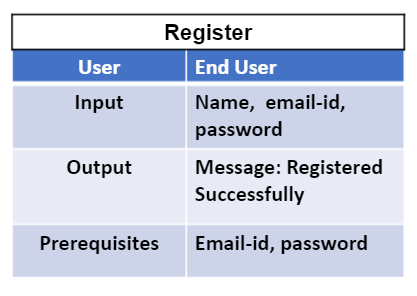 Register
User End User
Input Name, email-id,
password
Output Message: Registered
Successfully
Prerequisites Email-id, password